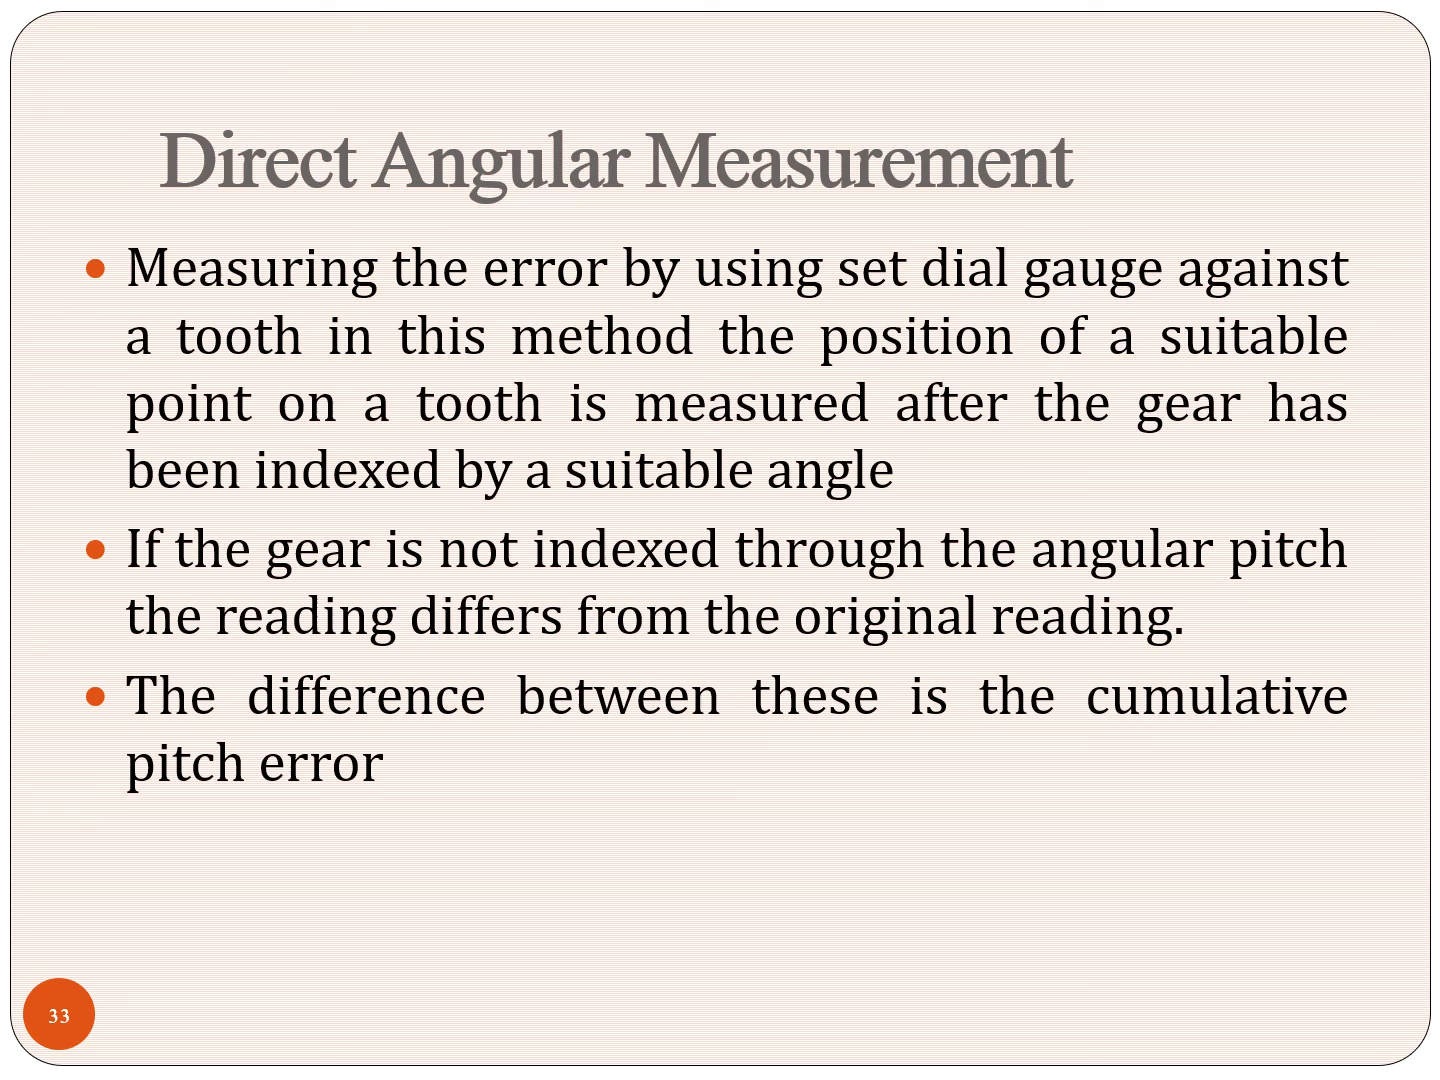 Direct Angular Measurement
• Measuring the error by using set dial gauge against
a tooth in this method the position of a suitable
point on a tooth is measured after the gear has
been indexed by a suitable angle
• If the gear is not indexed through the angular pitch
the reading differs from the original reading.
• The difference between these is the cumulative
pitch error
33